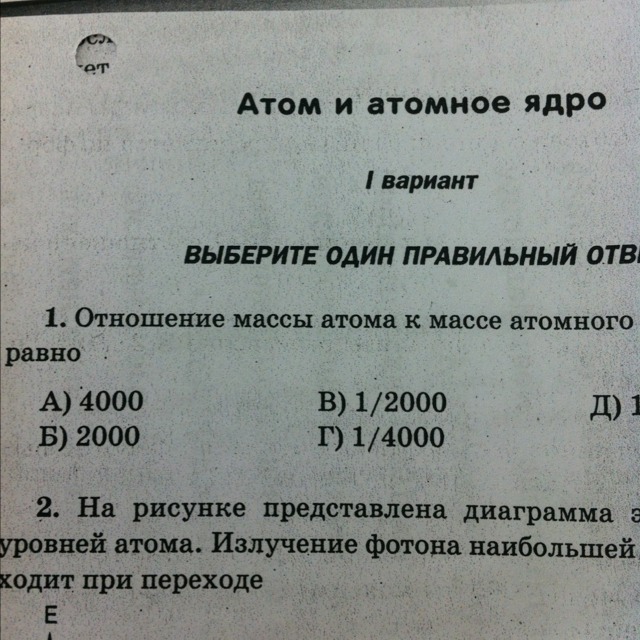 Атом и атомное ядро
I вариант
ВЫБЕРИТЕ ОДИН ПРАВИЛЬНЫЙ
1. Отношение массы атома к массе атомного
равно
А) 4000 В) 1/2000 Д) 1
Б) 2000 Г) 1/4000
2. На рисунке представлена диаграмма э
уровней атома. Излучение фотона наибольшей
ходит при переходе
E